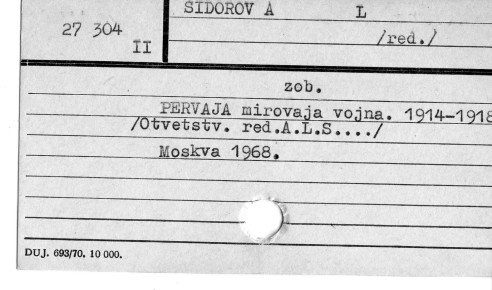 SIDOROV A L
27 304
/red./
II
zob.
PERVAJA mirovaja vojna. 1914-1918
/Otvetstv. red.A.L.S..../
Moskva 1968.
DUJ. 693/70. 10 000.